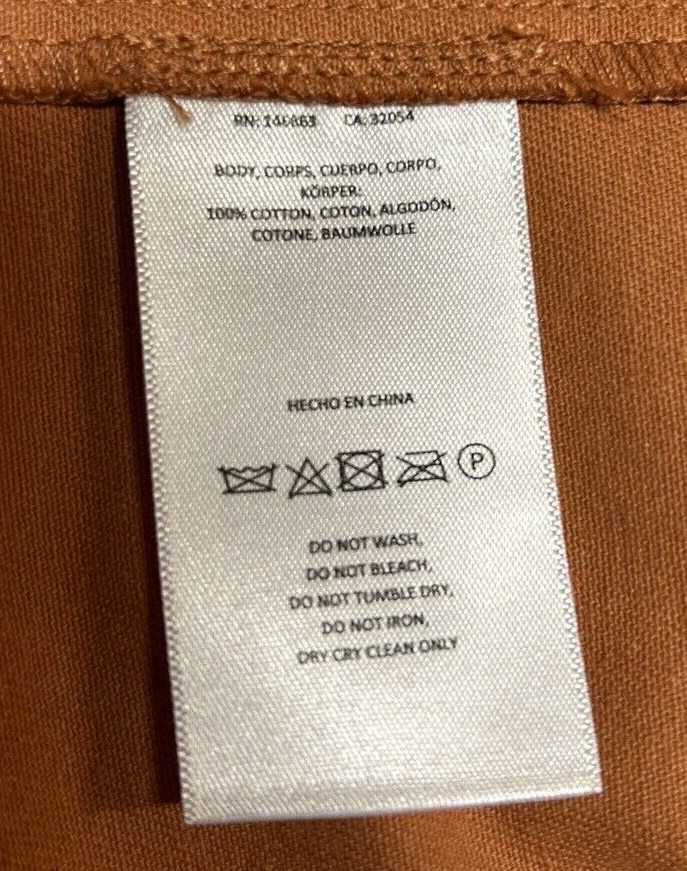 RN: 146863 CA: 32054
BODY, CORPS, CUERPO, CORPO,
KÖRPER:
100% COTTON, COTON, ALGODÓN,
COTONE, BAUMWOLLE
HECHO EN CHINA
P
DO NOT WASH,
DO NOT BLEACH,
DO NOT TUMBLE DRY,
DO NOT IRON,
DRY CRY CLEAN ONLY